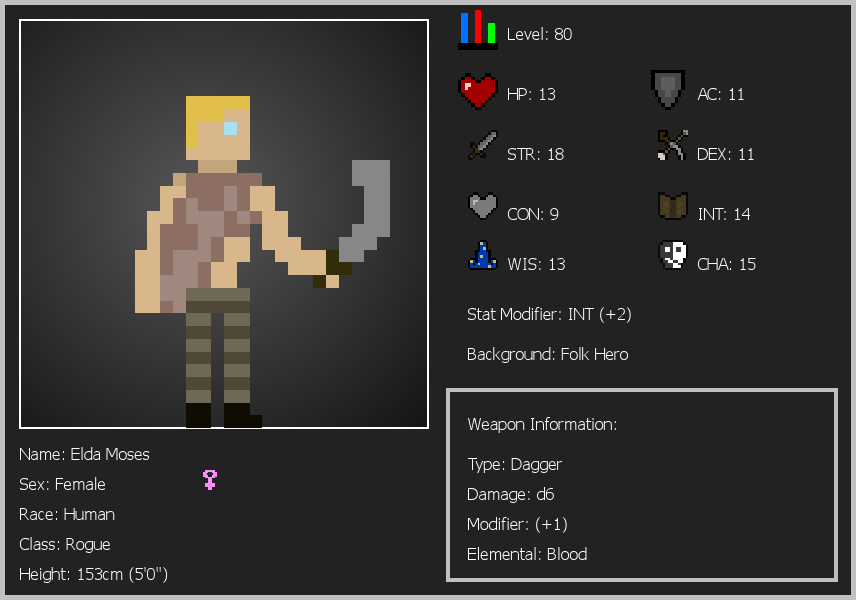 Level: 80
HP: 13
AC: 11
STR: 18
DEX: 11
CON: 9
INT: 14
WIS: 13
CHA: 15
Stat Modifier: INT (+2)
Background: Folk Hero
Weapon Information:
Type: Dagger
Damage: d6
Modifier: (+1)
Elemental: Blood
Name: Elda Moses
Sex: Female
Race: Human
Class: Rogue
Height: 153cm (5'0")